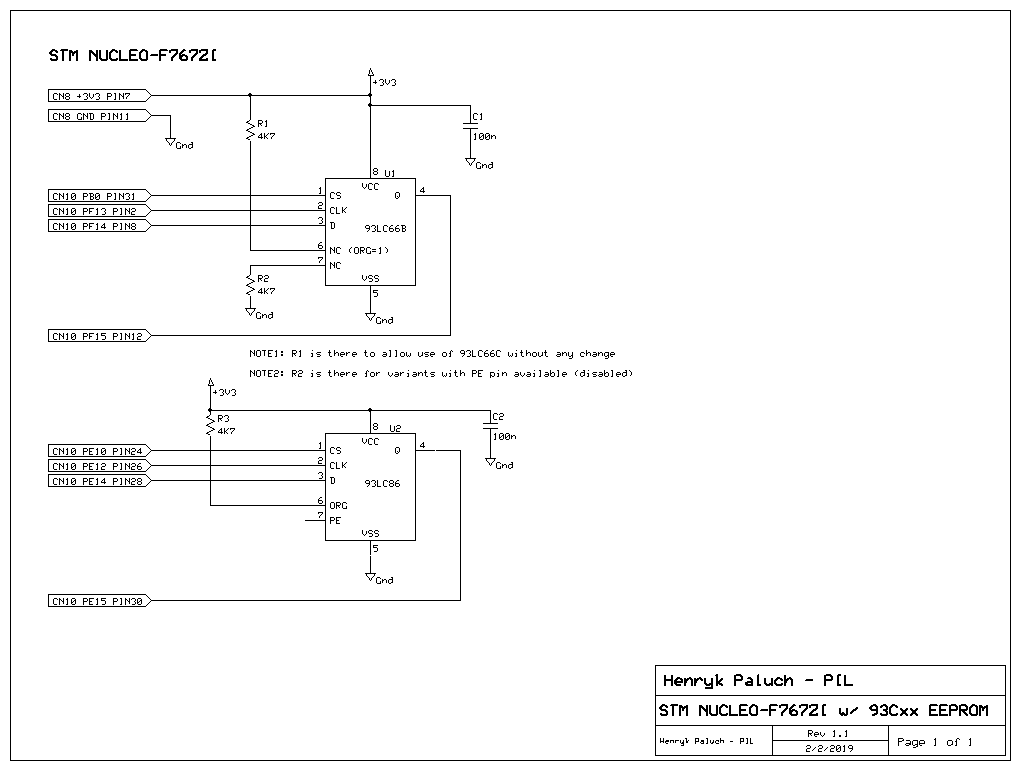 STM NUCLEO-F767ZI
+3V3
CN8 +3V3 PIN7
CN8 GND PIN11
R1
4K7
C1
100n
Gnd
Gnd
8 U1
VCC
CN10 PB0 PIN31
1 CS
Q 4
CN10 PF13 PIN2
2 CLK
CN10 PF14 PIN8
3 D
93LC66B
6 NC (ORG=1)
7 NC
R2
4K7
VSS
5
Gnd
Gnd
CN10 PF15 PIN12
NOTE1: R1 is there to allow use of 93LC66C without any change
NOTE2: R2 is there for variants with PE pin available (disabled)
+3V3
R3
4K7
C2
100n
Gnd
8 U2
VCC
CN10 PE10 PIN24
1 CS
Q 4
CN10 PE12 PIN26
2 CLK
CN10 PE14 PIN28
3 D
93LC86
6 ORG
7 PE
VSS
5
Gnd
CN10 PE15 PIN30
Henryk Paluch - PIL
STM NUCLEO-F767ZI w/ 93Cxx EEPROM
Henryk Paluch - PIL
Rev 1.1
2/2/2019
Page 1 of 1